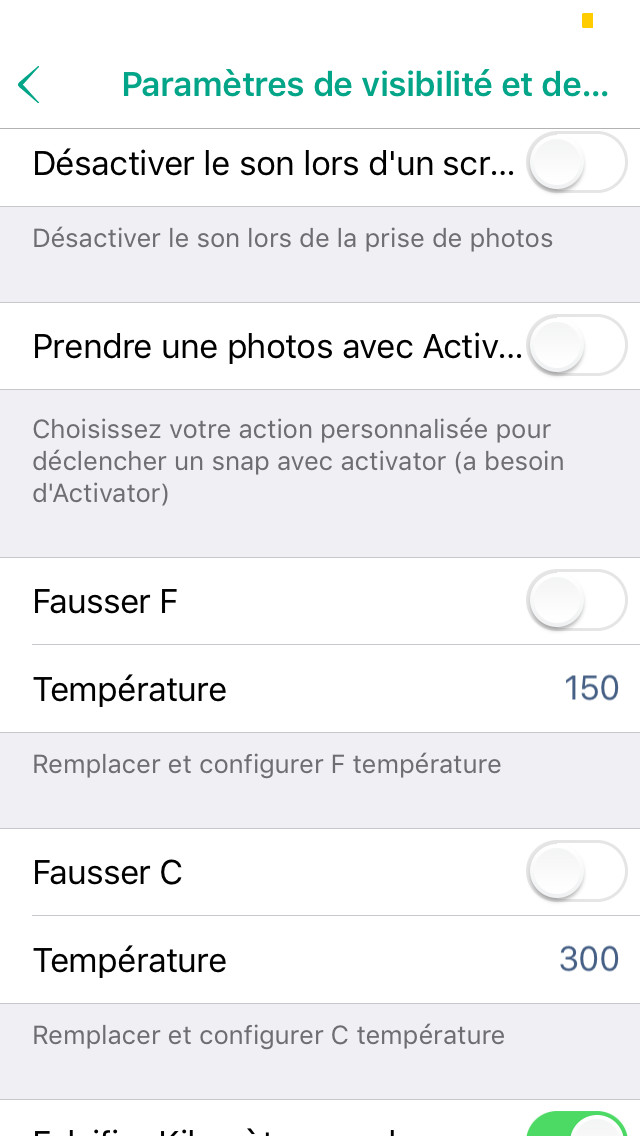 Paramètres de visibilité et de...
Désactiver le son lors d'un scr...
Désactiver le son lors de la prise de photos
Prendre une photos avec Activ...
Choisissez votre action personnalisée pour
déclencher un snap avec activator (a besoin
d'Activator)
Fausser F
Température 150
Remplacer et configurer F température
Fausser C
Température 300
Remplacer et configurer C température